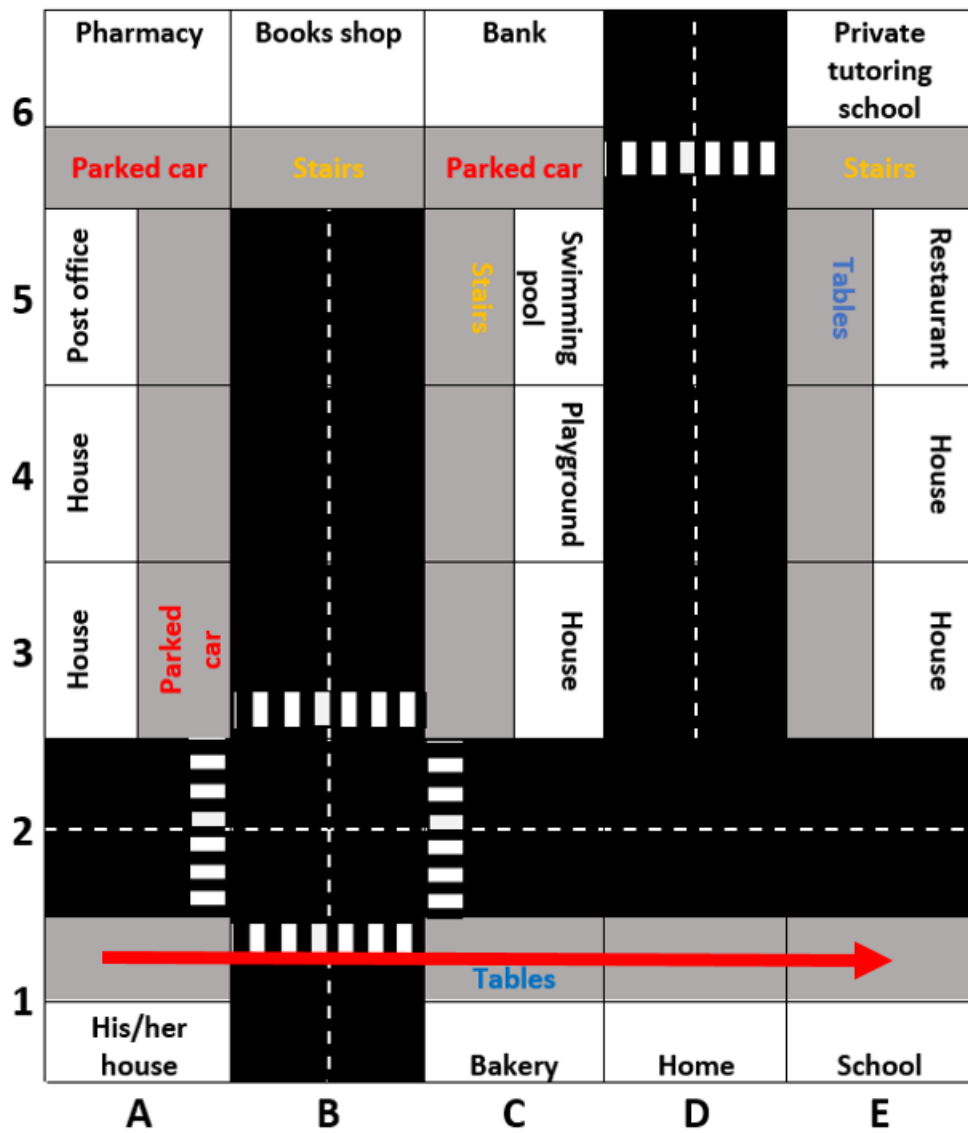 Pharmacy
Books shop
Bank
Private
tutoring
school
6
Parked car
Stairs
Parked car
Stairs
Post office
Stairs
Swimming
pool
Tables
Restaurant
5
House
Playground
House
4
House
Parked
car
House
House
3
2
Tables
1
His/her
house
Bakery
Home
School
A
B
C
D
E